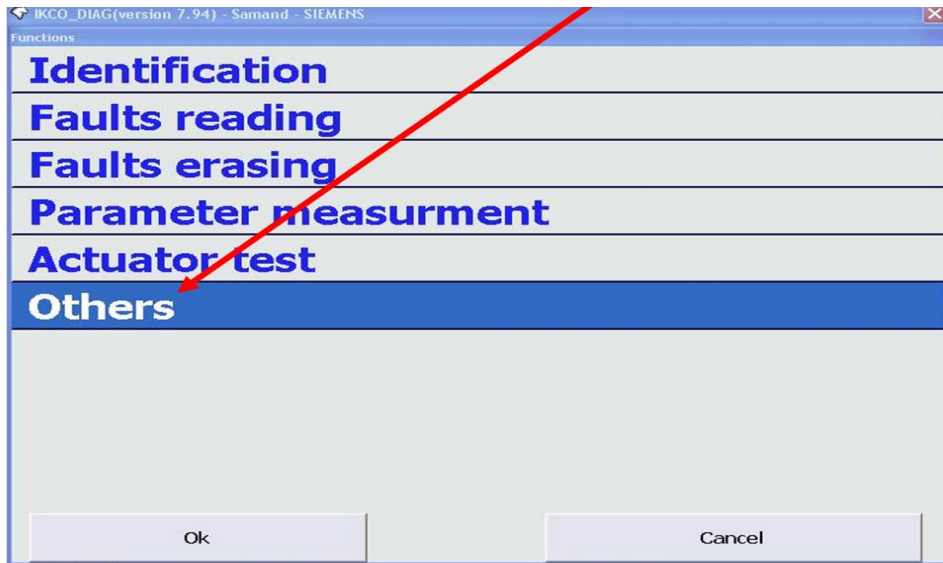 IKCO_DIAG(version 7.94) - Samand - SIEMENS
Functions
Identification
Faults reading
Faults erasing
Parameter measurment
Actuator test
Others
Ok
Cancel